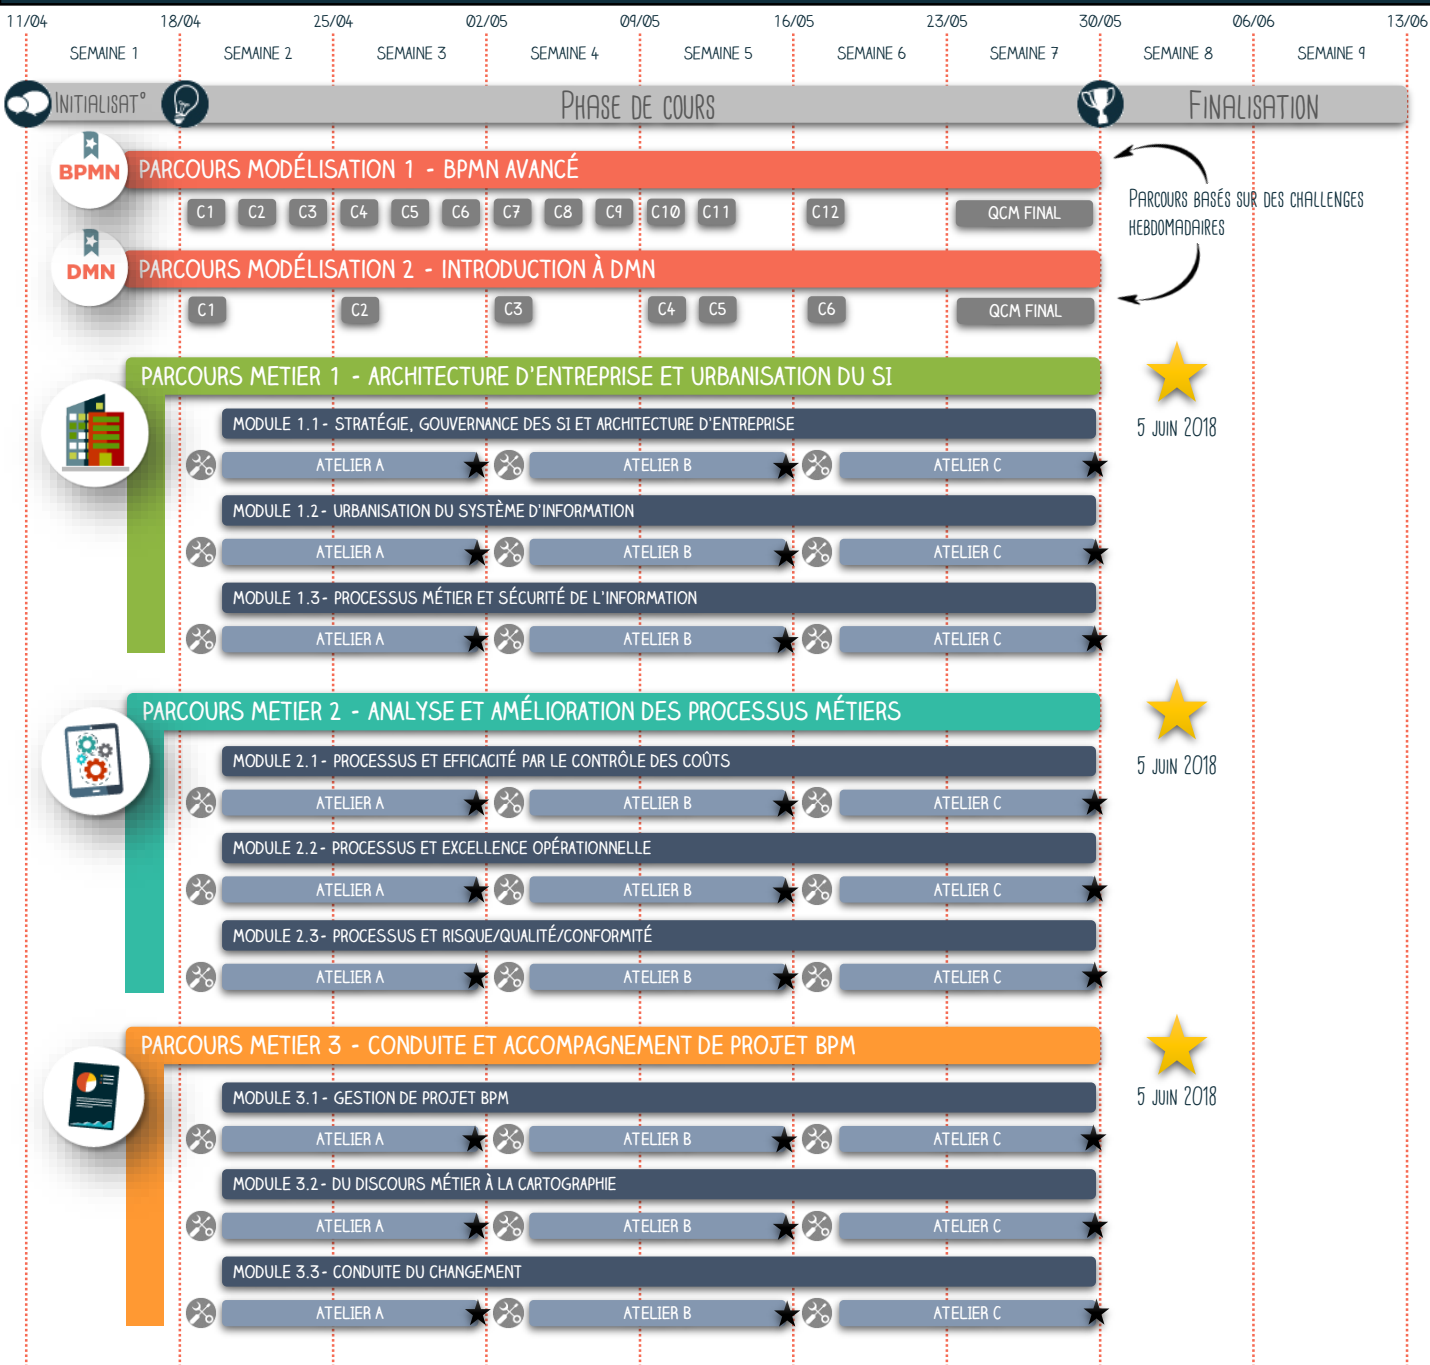 11/04 18/04 25/04 02/05 09/05 16/05 23/05 30/05 06/06 13/06
SEMAINE 1 SEMAINE 2 SEMAINE 3 SEMAINE 4 SEMAINE 5 SEMAINE 6 SEMAINE 7 SEMAINE 8 SEMAINE 9
INITIALISAT° PHASE DE COURS FINALISATION
BPMN PARCOURS MODÉLISATION 1 - BPMN AVANCÉ
C1 C2 C3 C4 C5 C6 C7 C8 C9 C10 C11 C12 QCM FINAL
PARCOURS BASÉS SUR DES CHALLENGES
HEBDOMADAIRES
DMN PARCOURS MODÉLISATION 2 - INTRODUCTION À DMN
C1 C2 C3 C4 C5 C6 QCM FINAL
PARCOURS METIER 1 - ARCHITECTURE D'ENTREPRISE ET URBANISATION DU SI
MODULE 1.1- STRATÉGIE, GOUVERNANCE DES SI ET ARCHITECTURE D'ENTREPRISE
5 JUIN 2018
ATELIER A ATELIER B ATELIER C
MODULE 1.2- URBANISATION DU SYSTÈME D'INFORMATION
ATELIER A ATELIER B ATELIER C
MODULE 1.3- PROCESSUS MÉTIER ET SÉCURITÉ DE L'INFORMATION
ATELIER A ATELIER B ATELIER C
PARCOURS METIER 2 - ANALYSE ET AMÉLIORATION DES PROCESSUS MÉTIERS
MODULE 2.1- PROCESSUS ET EFFICACITÉ PAR LE CONTRÔLE DES COÛTS
5 JUIN 2018
ATELIER A ATELIER B ATELIER C
MODULE 2.2- PROCESSUS ET EXCELLENCE OPÉRATIONNELLE
ATELIER A ATELIER B ATELIER C
MODULE 2.3- PROCESSUS ET RISQUE/QUALITÉ/CONFORMITÉ
ATELIER A ATELIER B ATELIER C
PARCOURS METIER 3 - CONDUITE ET ACCOMPAGNEMENT DE PROJET BPM
MODULE 3.1- GESTION DE PROJET BPM
5 JUIN 2018
ATELIER A ATELIER B ATELIER C
MODULE 3.2- DU DISCOURS MÉTIER À LA CARTOGRAPHIE
ATELIER A ATELIER B ATELIER C
MODULE 3.3- CONDUITE DU CHANGEMENT
ATELIER A ATELIER B ATELIER C